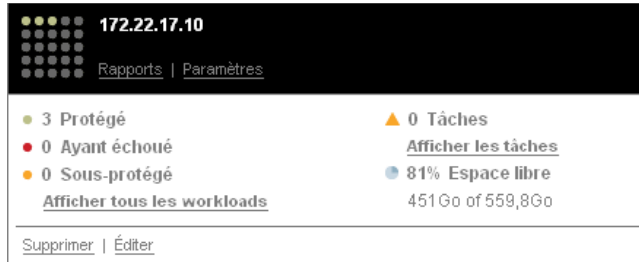 172.22.17.10
Rapports | Paramètres
3 Protégé
0 Ayant échoué
0 Sous-protégé
Afficher tous les workloads
0 Tâches
Afficher les tâches
81% Espace libre
451Go of 559,8Go
Supprimer | Éditer